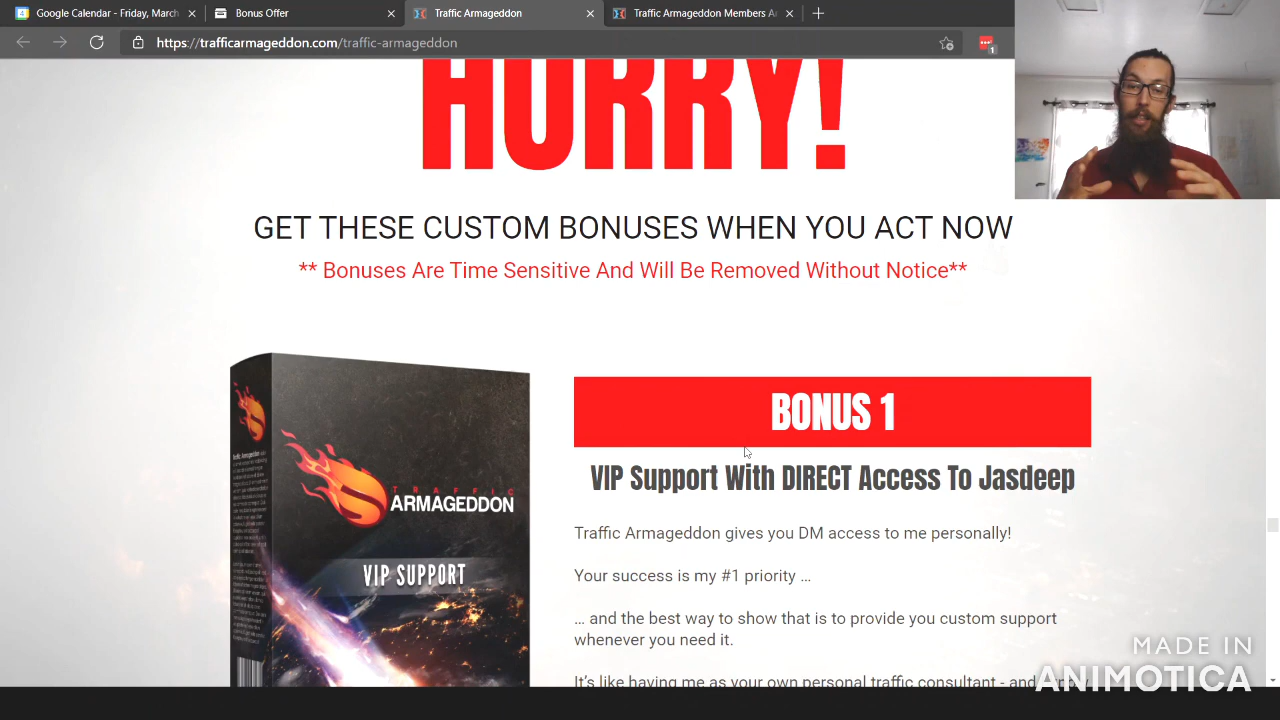 Google Calendar - Friday, March
Bonus Offer
Traffic Armageddon
Traffic Armageddon Members A
https://trafficarmageddon.com/traffic-armageddon
1
HURRY!
GET THESE CUSTOM BONUSES WHEN YOU ACT NOW
** Bonuses Are Time Sensitive And Will Be Removed Without Notice**
BONUS 1
VIP Support With DIRECT Access To Jasdeep
Traffic Armageddon gives you DM access to me personally!
Your success is my #1 priority ...
... and the best way to show that is to provide you custom support
whenever you need it.
It's like having me as your own personal traffic consultant - and
Traffic Armageddon
TRAFFIC
ARMAGEDDON
VIP SUPPORT
MADE IN
ANIMOTICA